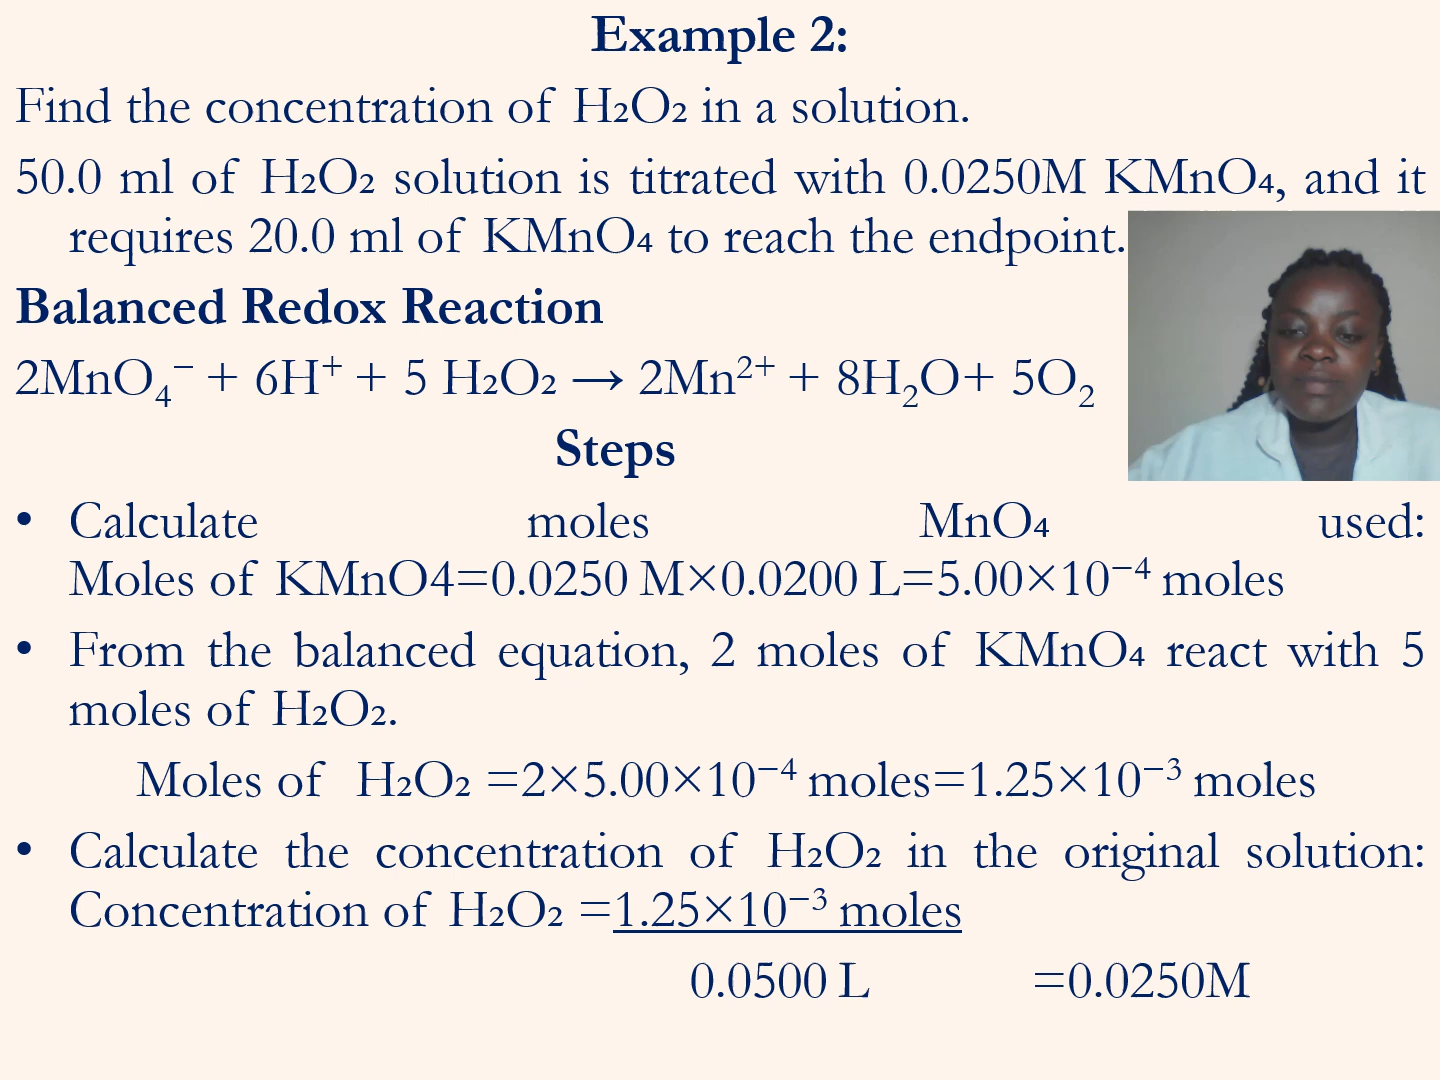 Example 2:
Find the concentration of H₂O₂ in a solution.
50.0 ml of H₂O₂ solution is titrated with 0.0250M KMnO₄, and it
requires 20.0 ml of KMnO₄ to reach the endpoint.
Balanced Redox Reaction
2MnO₄⁻ + 6H⁺ + 5 H₂O₂ → 2Mn²⁺ + 8H₂O+ 5O₂
Steps
• Calculate moles MnO₄ used:
Moles of KMnO4=0.0250 M×0.0200 L=5.00×10⁻⁴ moles
• From the balanced equation, 2 moles of KMnO₄ react with 5
moles of H₂O₂.
Moles of H₂O₂ =2×5.00×10⁻⁴ moles=1.25×10⁻³ moles
• Calculate the concentration of H₂O₂ in the original solution:
Concentration of H₂O₂ =1.25×10⁻³ moles
0.0500 L =0.0250M